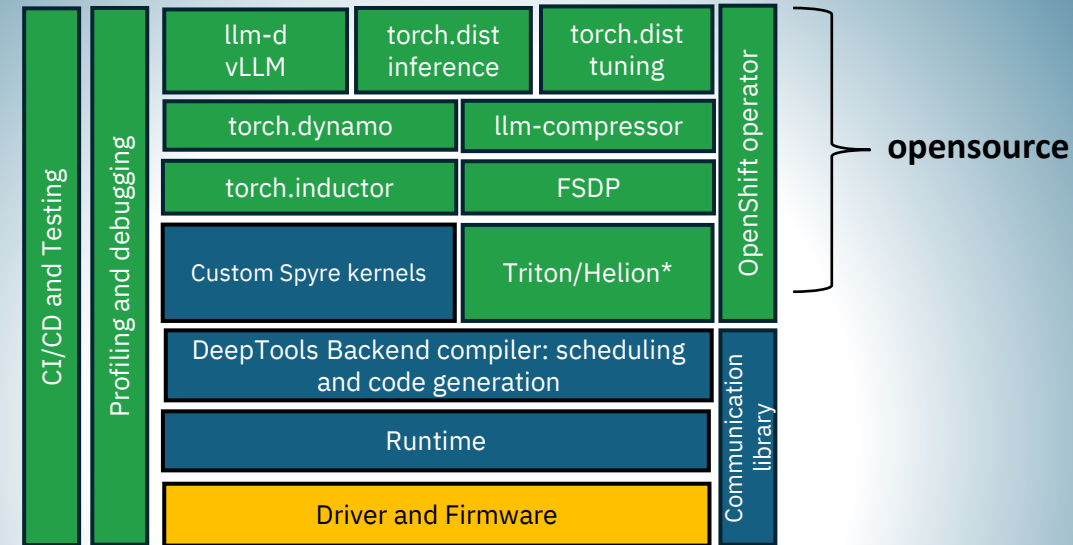 CI/CD and Testing
Profiling and debugging
llm-d
vLLM
torch.dist
inference
torch.dist
tuning
OpenShift operator
opensource
torch.dynamo
llm-compressor
torch.inductor
FSDP
Custom Spyre kernels
Triton/Helion*
DeepTools Backend compiler: scheduling
and code generation
Communication
library
Runtime
Driver and Firmware